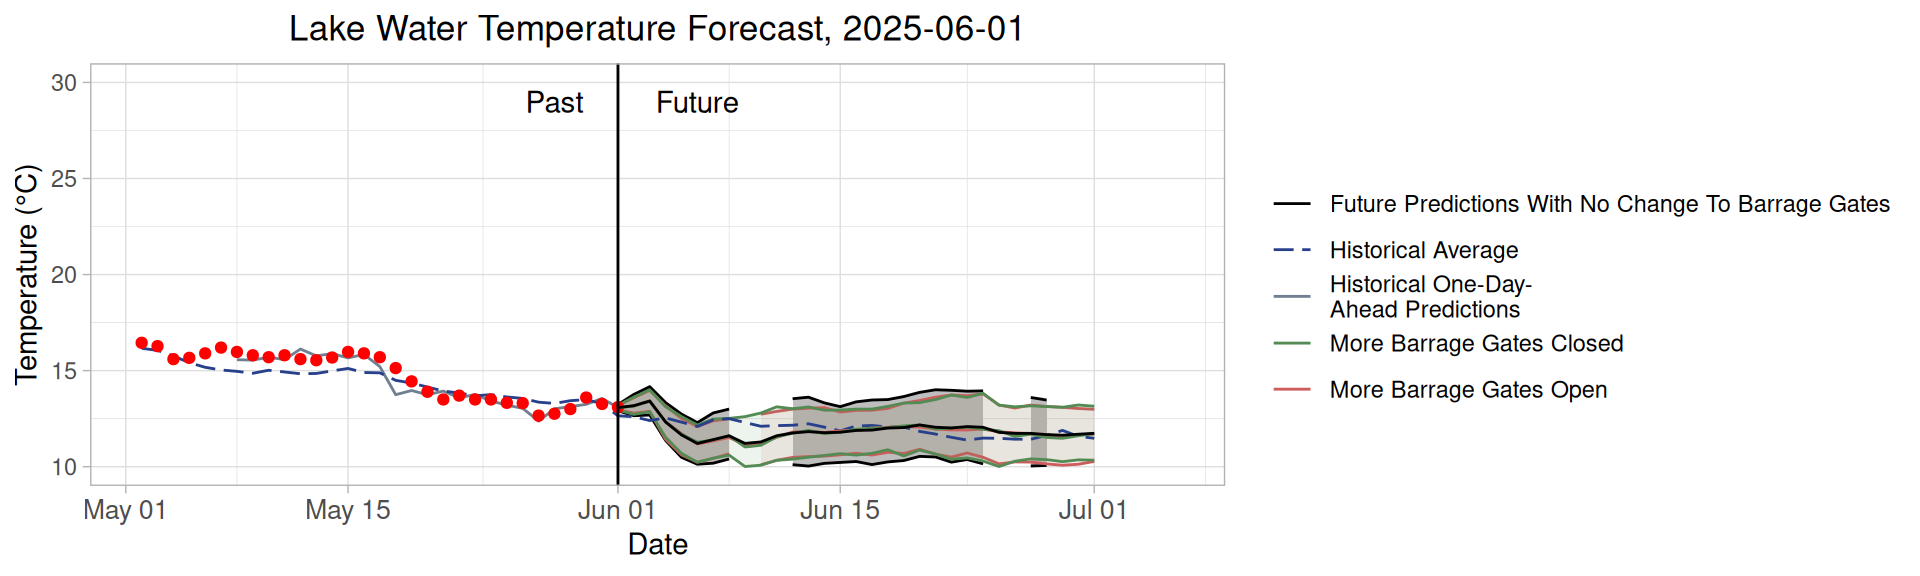 Lake Water Temperature Forecast, 2025-06-01
Past
Future
30
25
20
15
10
Temperature (°C)
May 01
May 15
Jun 01
Jun 15
Jul 01
Date
Future Predictions With No Change To Barrage Gates
Historical Average
Historical One-Day-
Ahead Predictions
More Barrage Gates Closed
More Barrage Gates Open